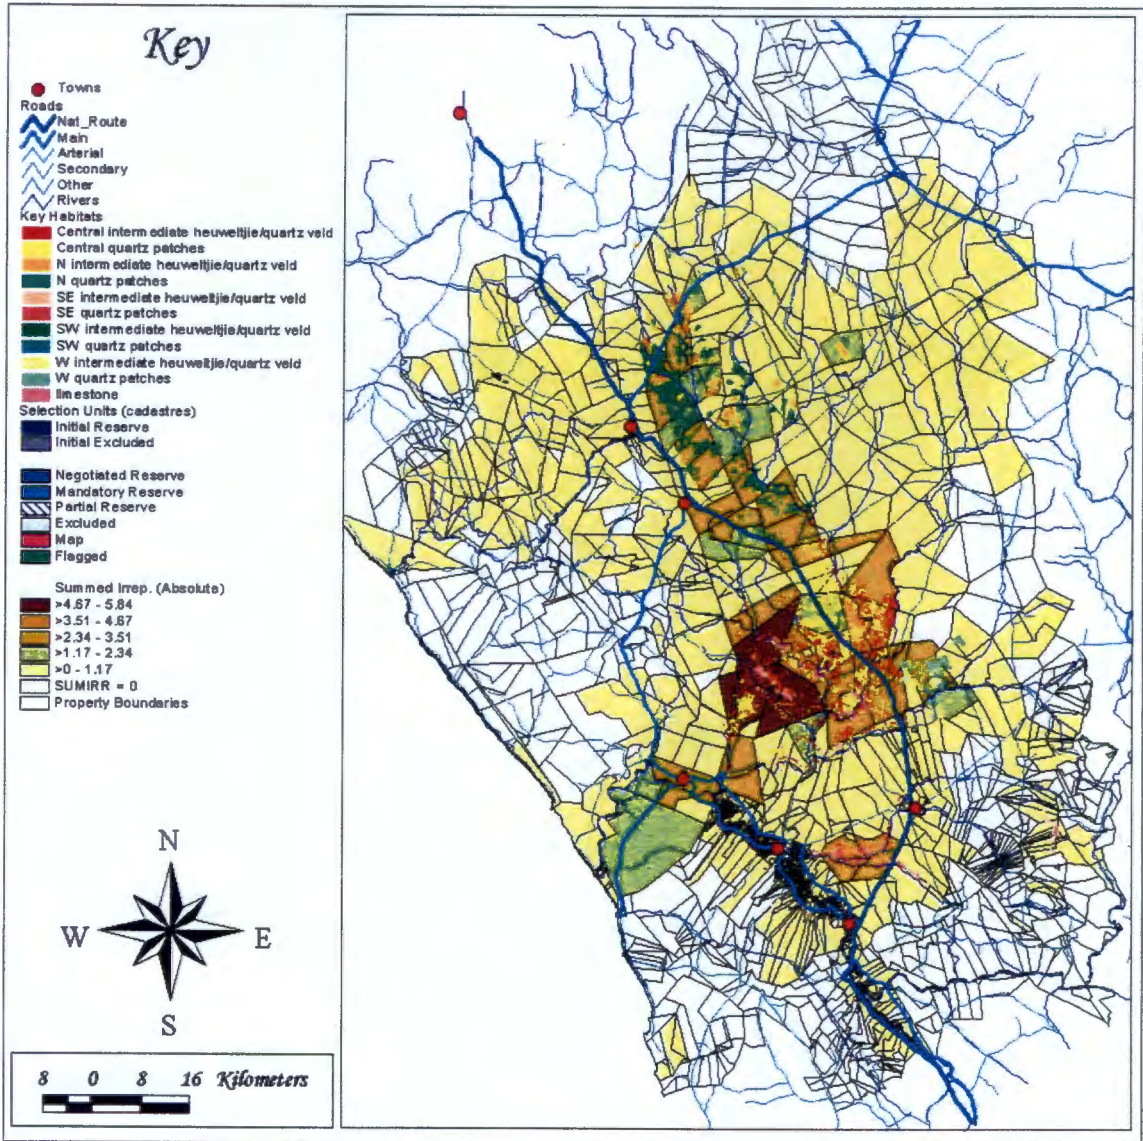 Key
Towns
Roads
Nat_Route
Main
Arterial
Secondary
Other
Rivers
Key Habitats
Central intermediate heuweltjie/quartz veld
Central quartz patches
N intermediate heuweltjie/quartz veld
N quartz patches
SE intermediate heuweltjie/quartz veld
SE quartz patches
SW intermediate heuweltjie/quartz veld
SW quartz patches
W intermediate heuweltjie/quartz veld
W quartz patches
limestone
Selection Units (cadastres)
Initial Reserve
Initial Excluded
Negotiated Reserve
Mandatory Reserve
Partial Reserve
Excluded
Map
Flagged
Summed Irrep. (Absolute)
>4.67 - 5.84
>3.51 - 4.67
>2.34 - 3.51
>1.17 - 2.34
>0 - 1.17
SUMIRR = 0
Property Boundaries
N
W E
S
8 0 8 16 Kilometers